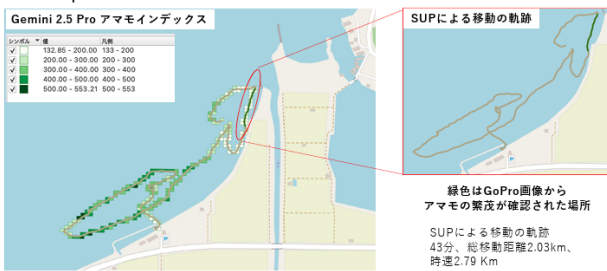 Gemini 2.5 Pro アマモインデックス
シンボル 値 凡例
132.85 - 200.00 133 - 200
200.00 - 300.00 200 - 300
300.00 - 400.00 300 - 400
400.00 - 500.00 400 - 500
500.00 - 553.21 500 - 553
SUPによる移動の軌跡
緑色はGoPro画像から
アマモの繁茂が確認された場所
SUPによる移動の軌跡
43分、総移動距離2.03km、
時速2.79 Km